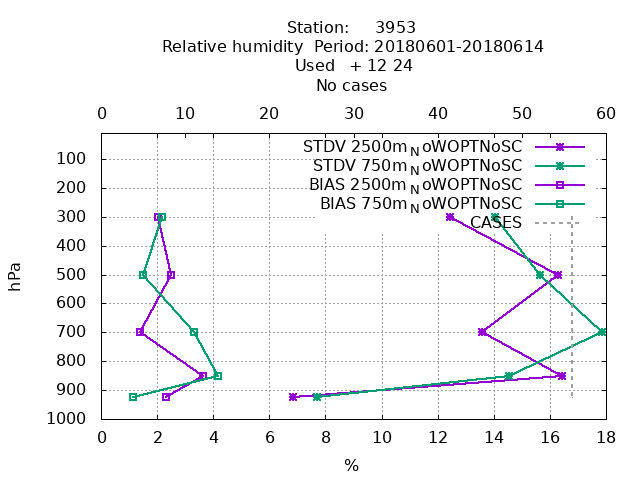 Station: 3953
Relative humidity Period: 20180601-20180614
Used + 12 24
No cases
0 10 20 30 40 50 60
STDV 2500m_NoWOPTNoSC
STDV 750m_NoWOPTNoSC
BIAS 2500m_NoWOPTNoSC
BIAS 750m_NoWOPTNoSC
CASES
100
200
300
400
500
600
700
800
900
1000
hPa
0 2 4 6 8 10 12 14 16 18
%